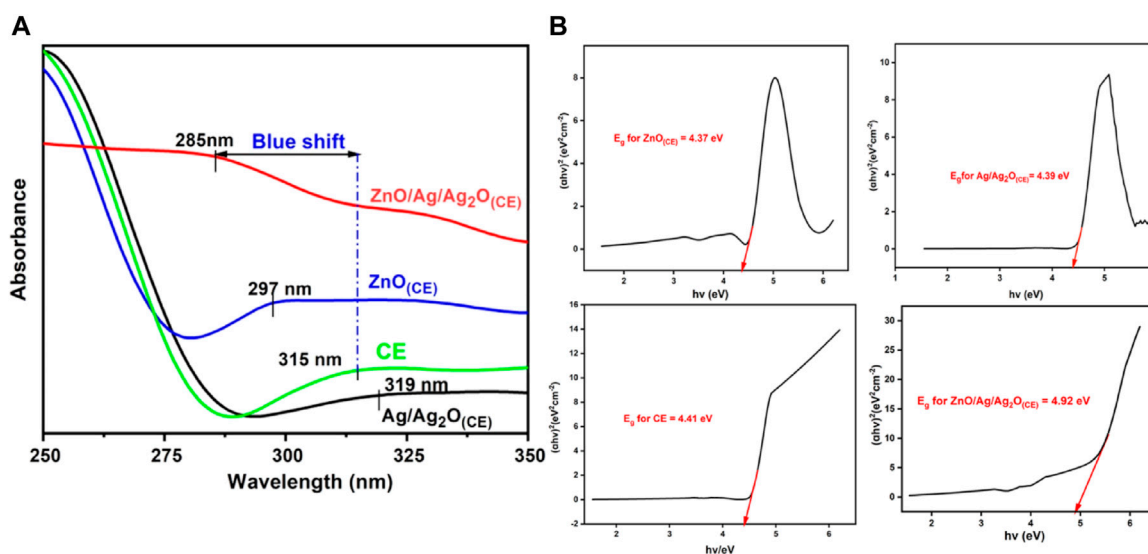 A
Absorbance
285nm
Blue shift
ZnO/Ag/Ag₂O(CE)
297 nm
ZnO(CE)
315 nm
CE
319 nm
Ag/Ag₂O(CE)
250 275 300 325 350
Wavelength (nm)
B
(αhν)²(eV²cm⁻²)
8
6
4
2
0
Eg for ZnO(CE) = 4.37 eV
2 3 4 5 6
hν (eV)
(αhν)²(eV²cm⁻²)
10
8
6
4
2
0
Eg for Ag/Ag₂O(CE) = 4.39 eV
1 2 3 4 5
hν (eV)
(αhν)²(eV²cm⁻²)
16
14
12
10
8
6
4
2
0
-2
Eg for CE = 4.41 eV
2 3 4 5 6
hν/eV
(αhν)²(eV²cm⁻²)
30
25
20
15
10
5
0
Eg for ZnO/Ag/Ag₂O(CE) = 4.92 eV
2 3 4 5 6
hν (eV)